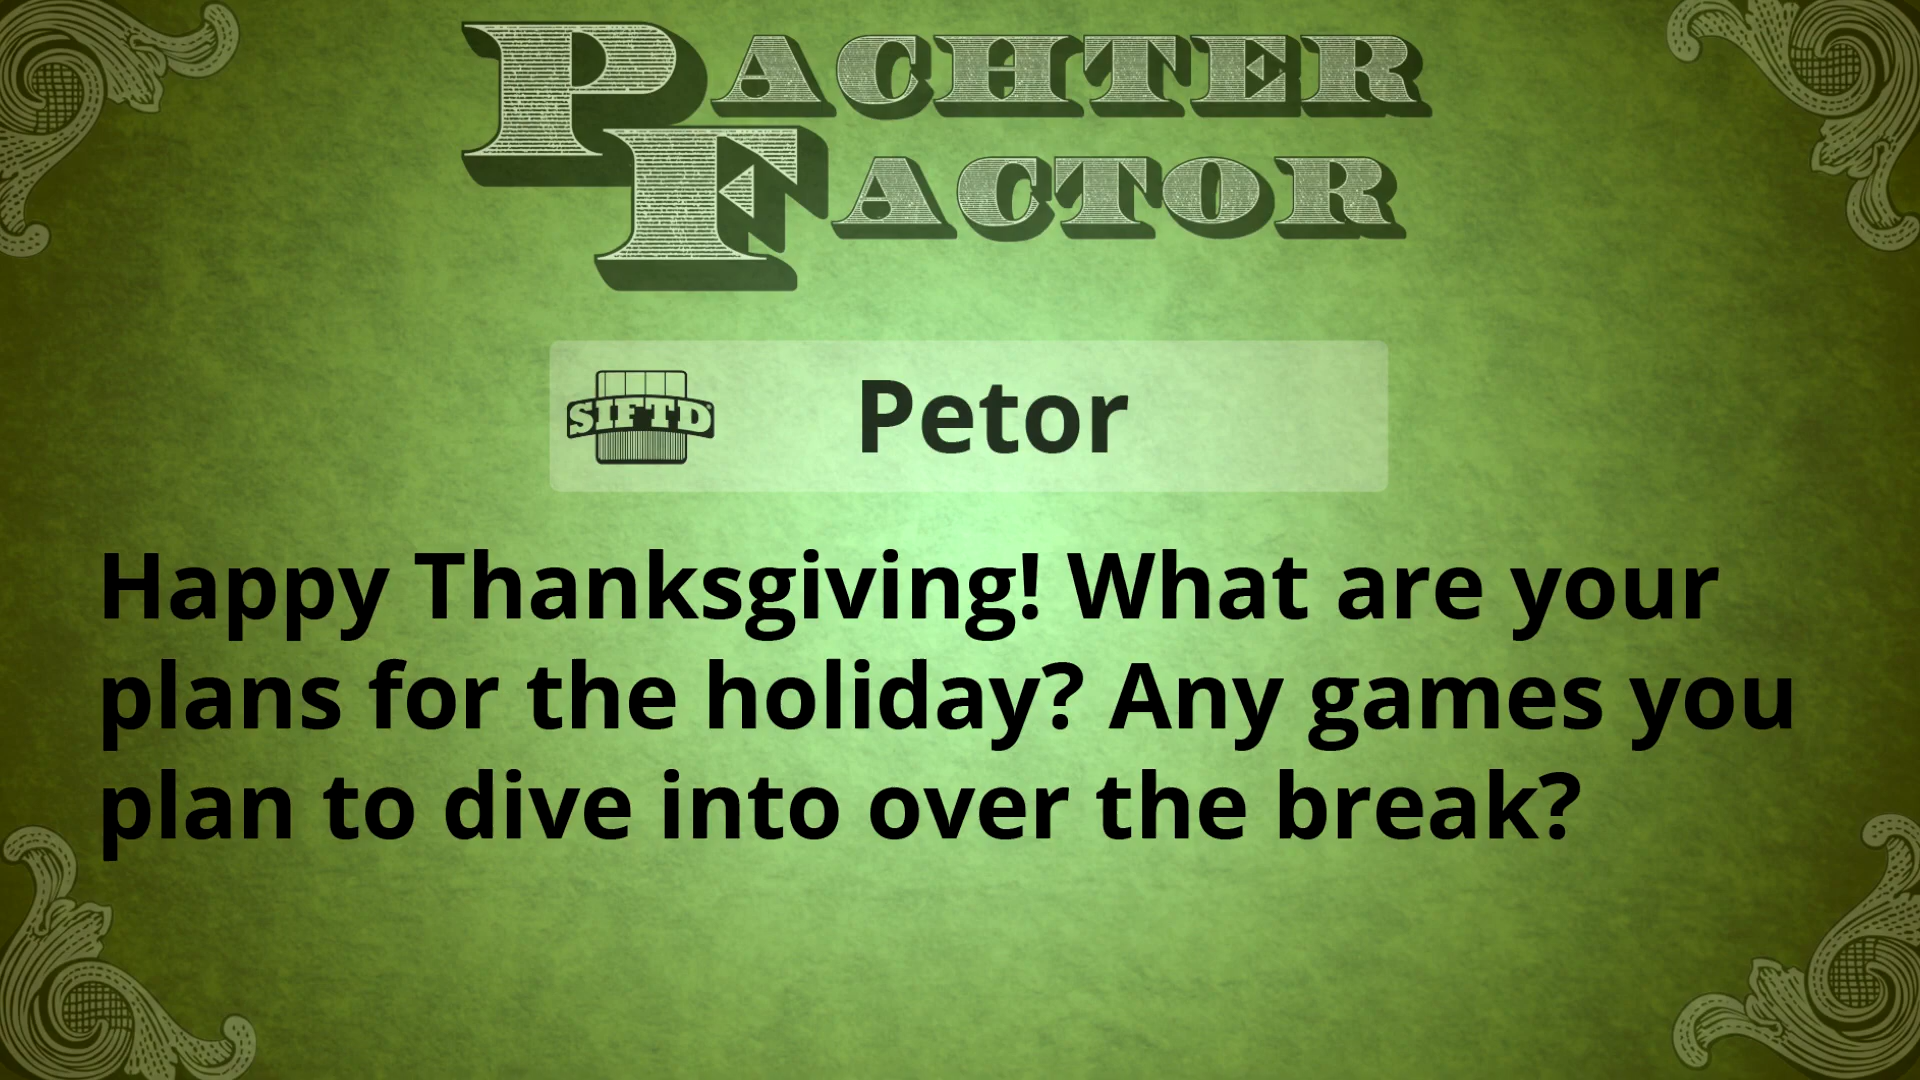 PACHTER
FACTOR
SIFTD
Petor
Happy Thanksgiving! What are your
plans for the holiday? Any games you
plan to dive into over the break?